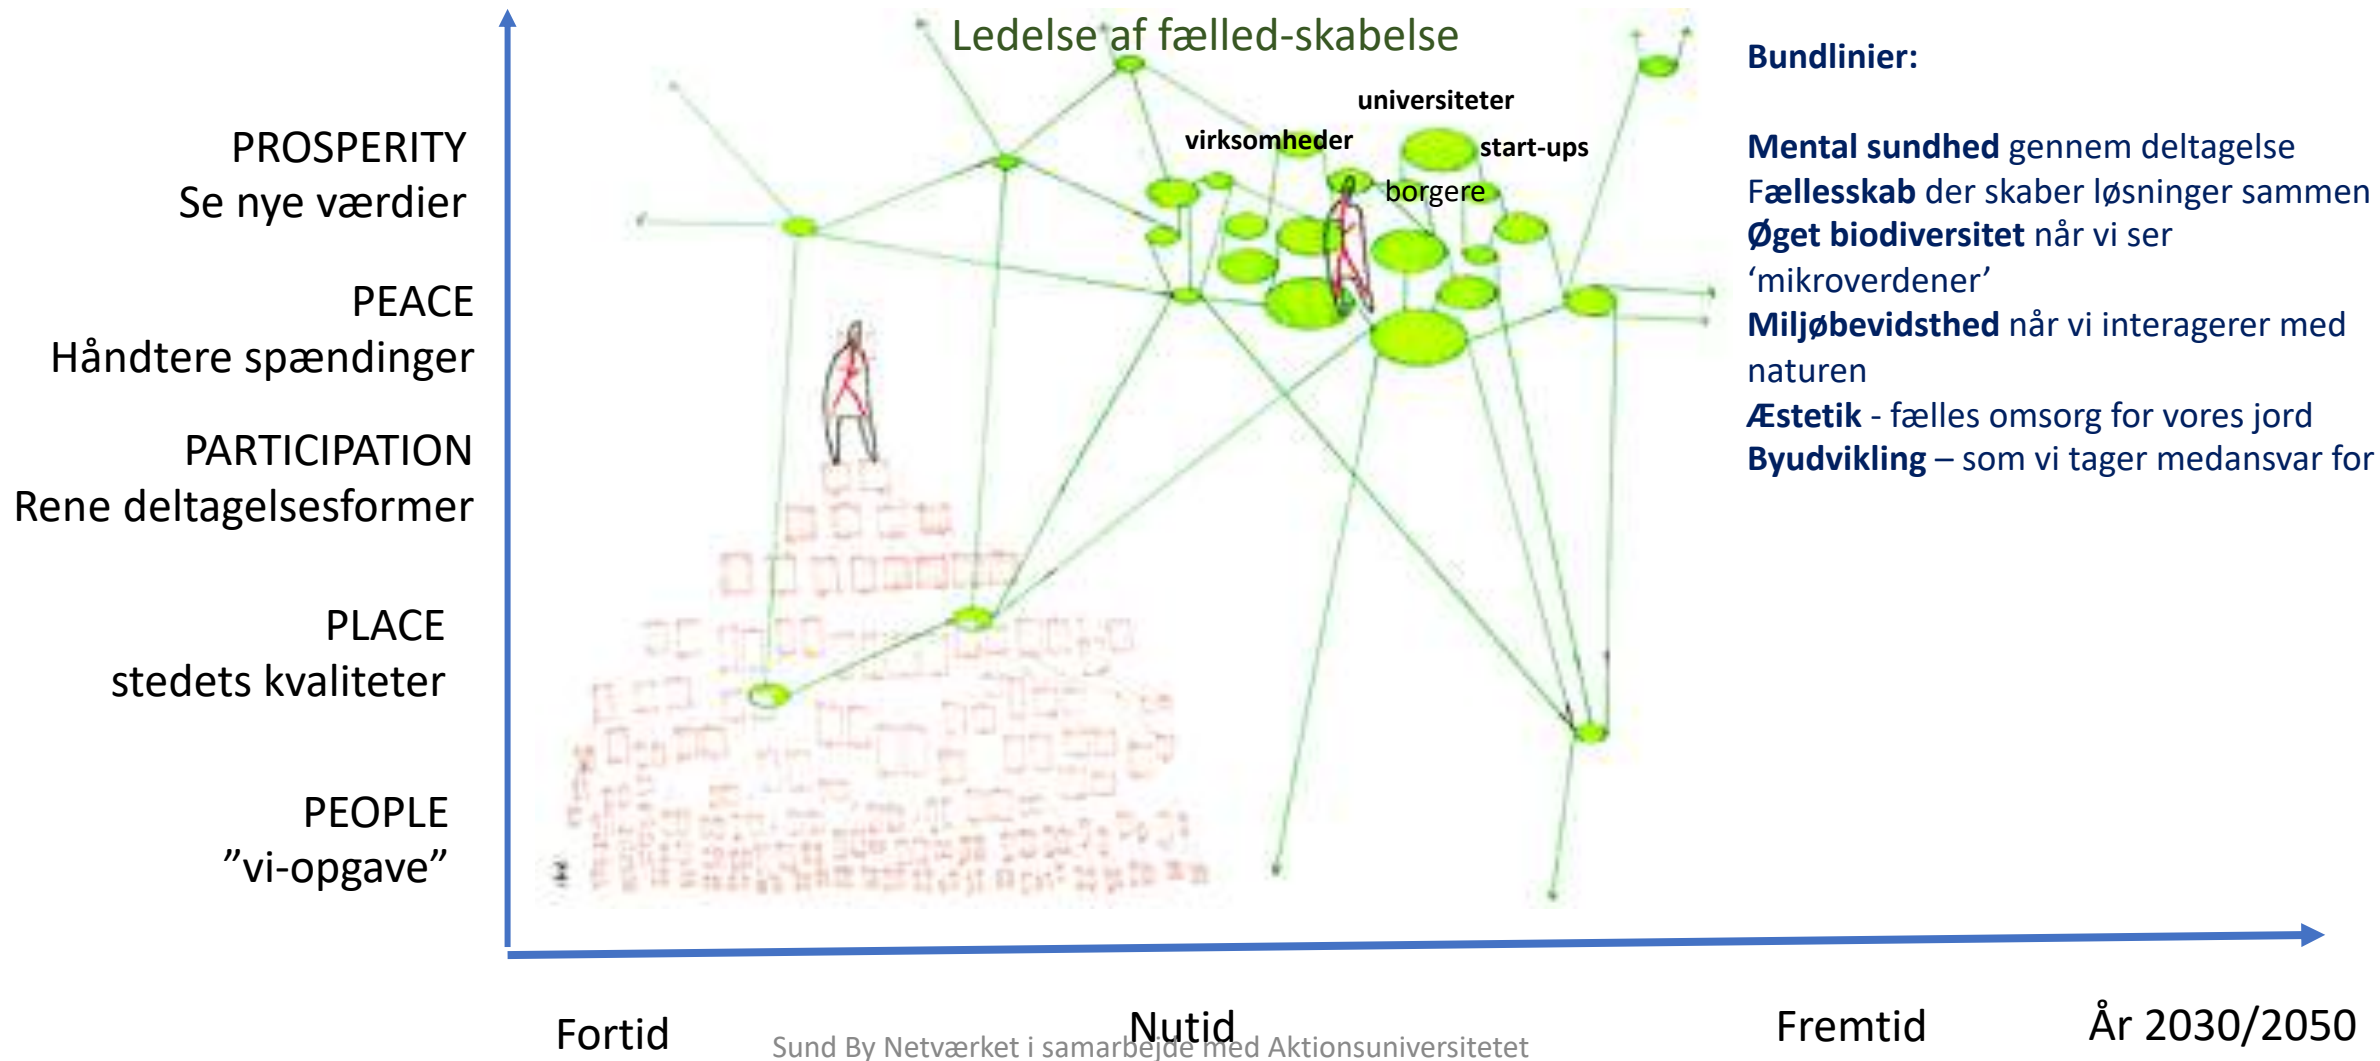 Ledelse af fælled-skabelse
universiteter
virksomheder
start-ups
borgere
PROSPERITY
Se nye værdier
PEACE
Håndtere spændinger
PARTICIPATION
Rene deltagelsesformer
PLACE
stedets kvaliteter
PEOPLE
”vi-opgave”
Bundlinier:
Mental sundhed gennem deltagelse
Fællesskab der skaber løsninger sammen
Øget biodiversitet når vi ser
‘mikroverdener’
Miljøbevidsthed når vi interagerer med
naturen
Æstetik - fælles omsorg for vores jord
Byudvikling – som vi tager medansvar for
Fortid
Nutid
Fremtid
År 2030/2050
Sund By Netværket i samarbejde med Aktionsuniversitetet